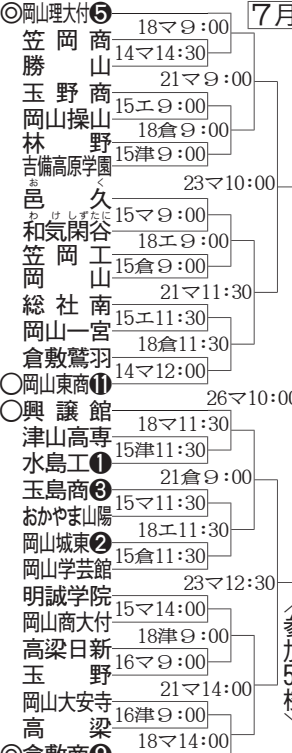 7月
◎岡山理大付❺
18マ9:00
笠岡商
14マ14:30
勝山
21マ9:00
玉野商
15エ9:00
岡山操山
18倉9:00
林野
15津9:00
吉備高原学園
23マ10:00
おく
邑久
15マ9:00
わけしずたに
和気閑谷
18エ9:00
笠岡工
15倉9:00
岡山
21マ11:30
総社南
15エ11:30
岡山一宮
18倉11:30
倉敷鷲羽
14マ12:00
○岡山東商⓫
26マ10:00
○興譲館
18マ11:30
津山高専
15津11:30
水島工❶
21倉9:00
玉島商❸
15マ11:30
おかやま山陽
18エ11:30
岡山城東❷
15倉11:30
岡山学芸館
23マ12:30
明誠学院
15マ14:00
岡山商大付
18津9:00
高梁日新
16マ9:00
玉野
21マ14:00
岡山大安寺
16津9:00
高梁
18マ14:00
◎倉敷商❾